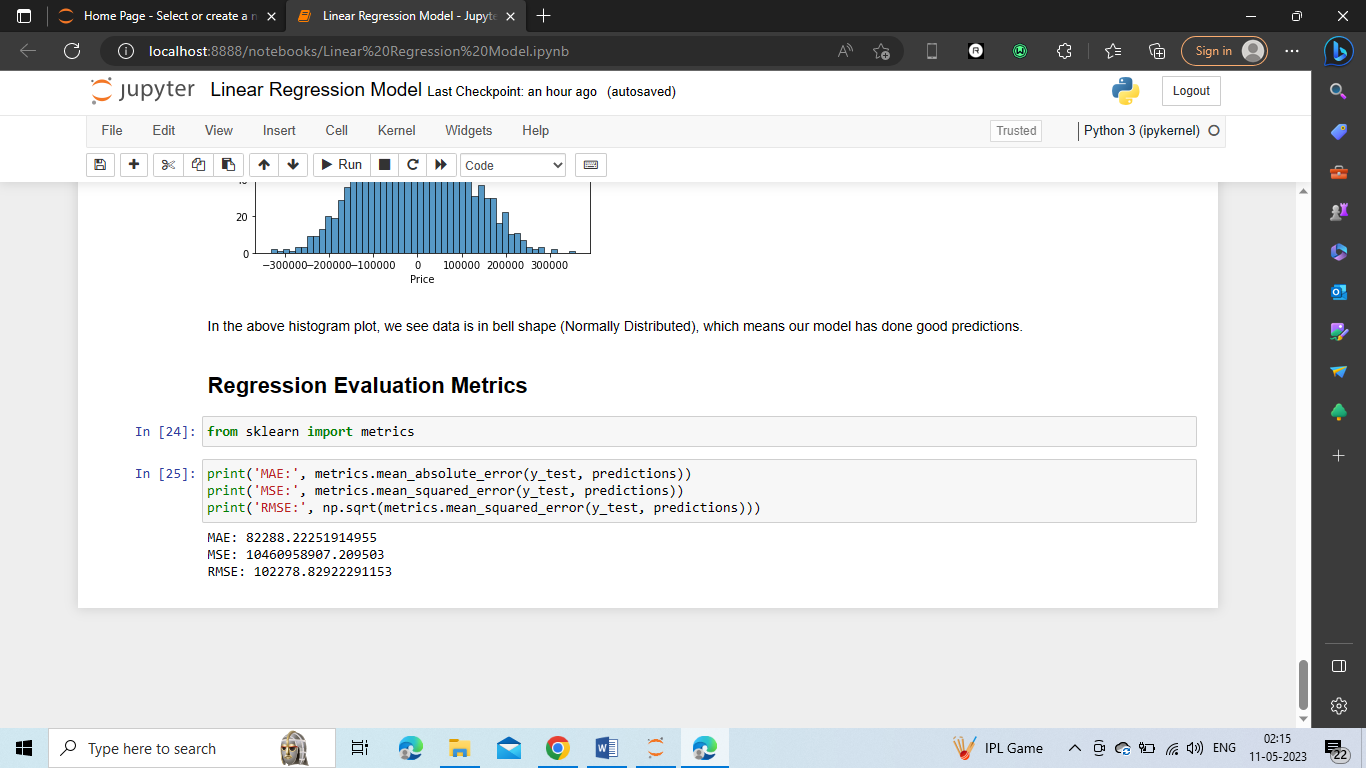 Home Page - Select or create a n
Linear Regression Model - Jupyte
localhost:8888/notebooks/Linear%20Regression%20Model.ipynb
Sign in
jupyter Linear Regression Model Last Checkpoint: an hour ago (autosaved)
Logout
File Edit View Insert Cell Kernel Widgets Help
Trusted
Python 3 (ipykernel)
Run
Code
20
0
−300000 −200000 −100000 0 100000 200000 300000
Price
In the above histogram plot, we see data is in bell shape (Normally Distributed), which means our model has done good predictions.
Regression Evaluation Metrics
In [24]: from sklearn import metrics
In [25]: print('MAE:', metrics.mean_absolute_error(y_test, predictions))
print('MSE:', metrics.mean_squared_error(y_test, predictions))
print('RMSE:', np.sqrt(metrics.mean_squared_error(y_test, predictions)))
MAE: 82288.22251914955
MSE: 10460958907.209503
RMSE: 102278.82922291153
Type here to search
IPL Game
ENG
02:15
11-05-2023
22